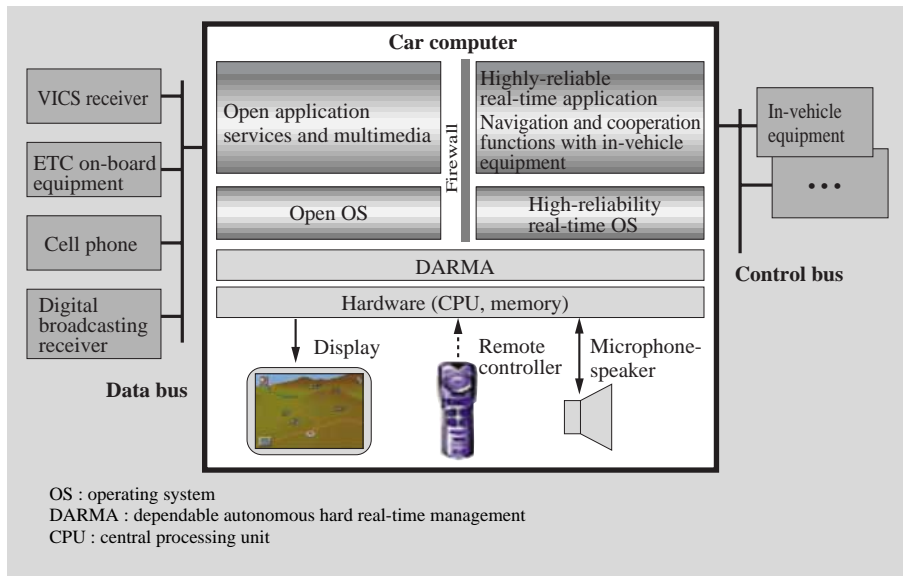 Car computer
VICS receiver
ETC on-board
equipment
Cell phone
Digital
broadcasting
receiver
Data bus
Open application
services and multimedia
Open OS
Firewall
Highly-reliable
real-time application
Navigation and cooperation
functions with in-vehicle
equipment
High-reliability
real-time OS
DARMA
Hardware (CPU, memory)
Display
Remote
controller
Microphone-
speaker
In-vehicle
equipment
•••
Control bus
OS : operating system
DARMA : dependable autonomous hard real-time management
CPU : central processing unit